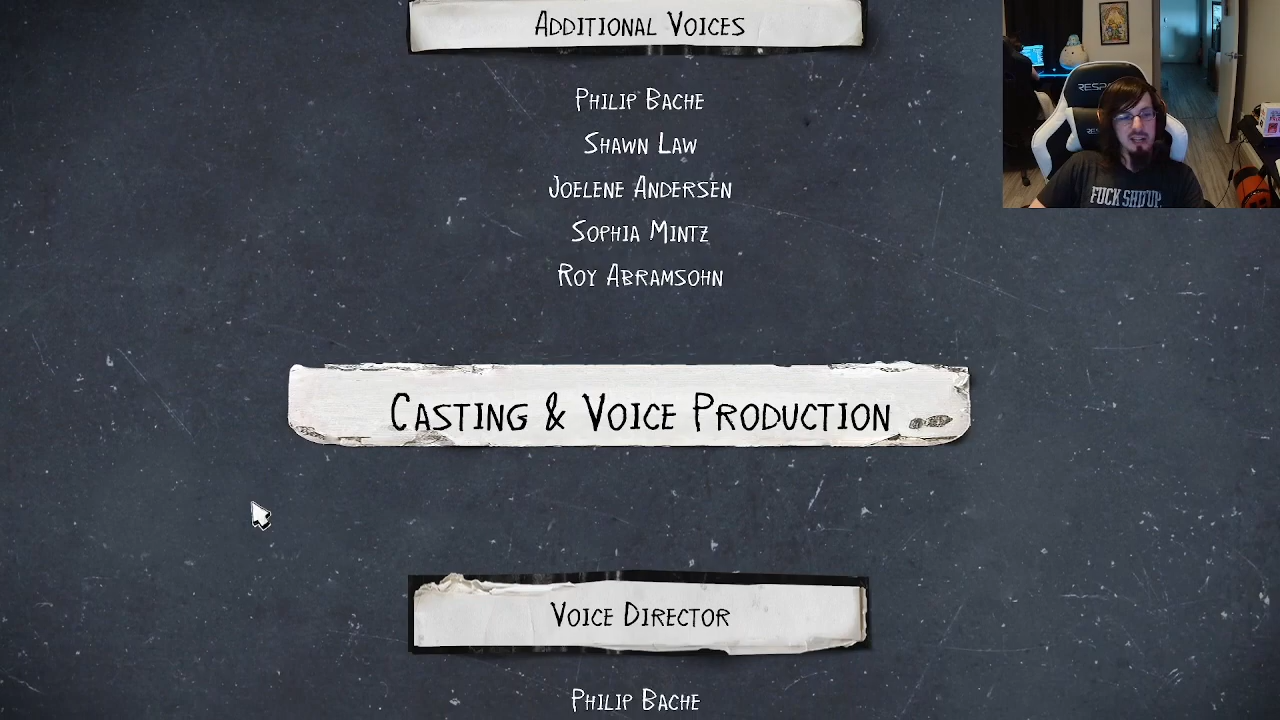 Additional Voices
Philip Bache
Shawn Law
Joelene Andersen
Sophia Mintz
Roy Abramsohn
Casting & Voice Production
Voice Director
Philip Bache